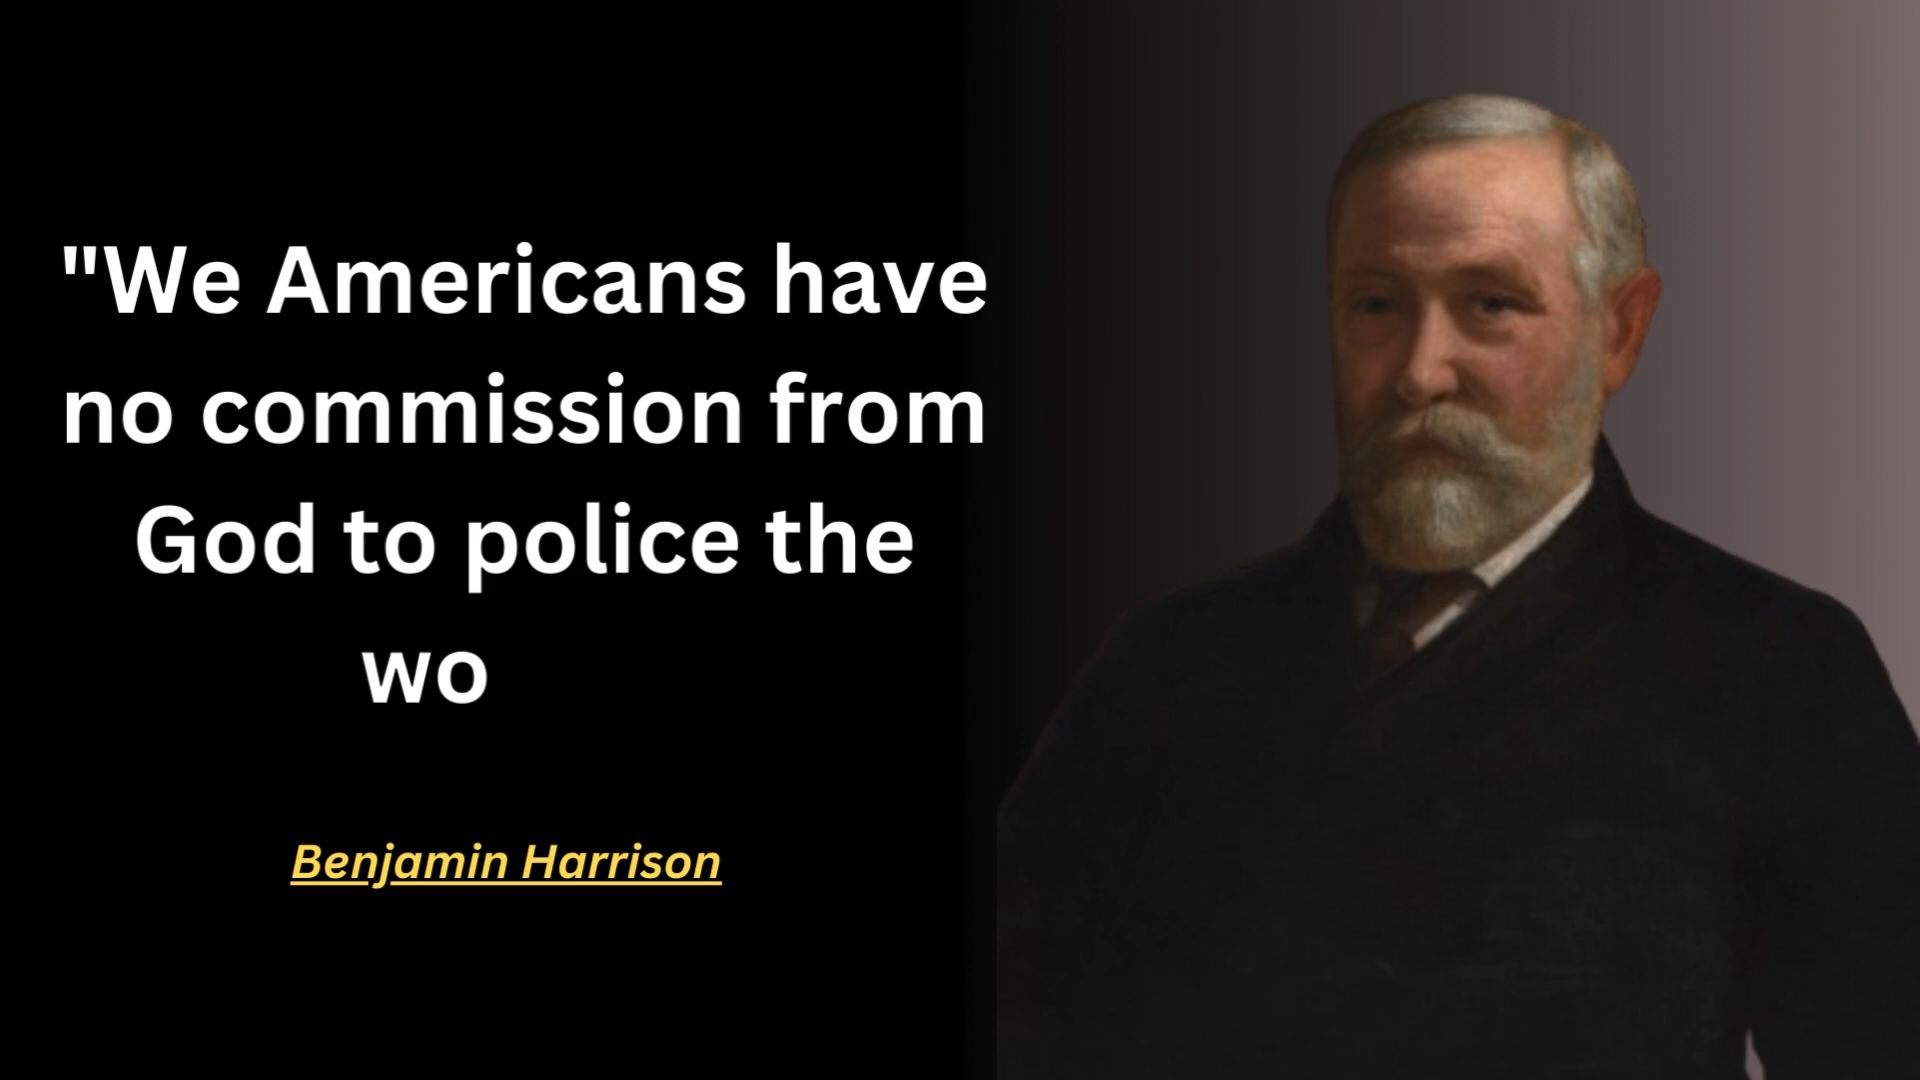 "We Americans have
no commission from
God to police the
wo
Benjamin Harrison